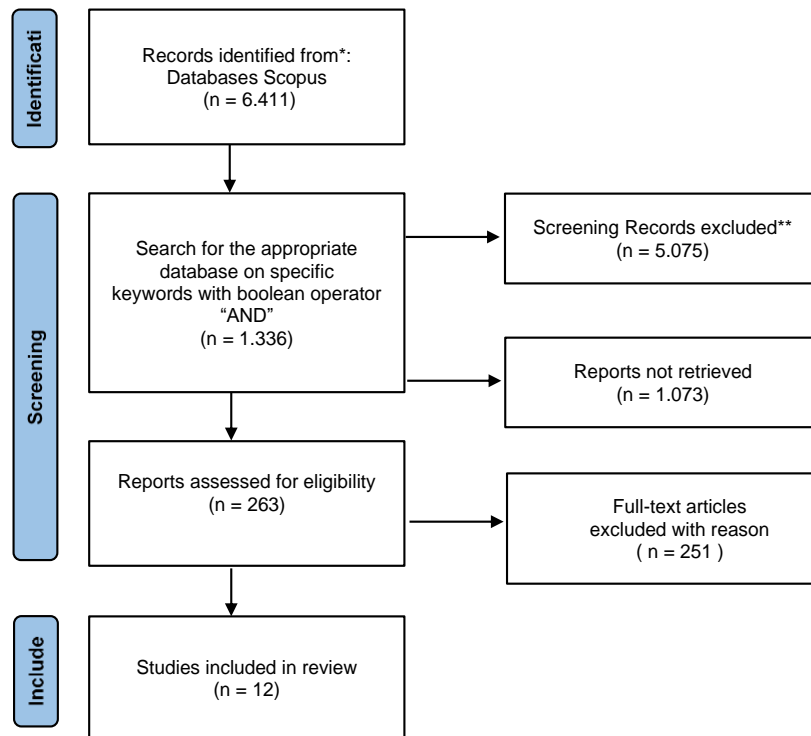 Identificati
Records identified from*:
Databases Scopus
(n = 6.411)
Screening
Search for the appropriate
database on specific
keywords with boolean operator
“AND”
(n = 1.336)
Screening Records excluded**
(n = 5.075)
Reports not retrieved
(n = 1.073)
Reports assessed for eligibility
(n = 263)
Full-text articles
excluded with reason
( n = 251 )
Include
Studies included in review
(n = 12)